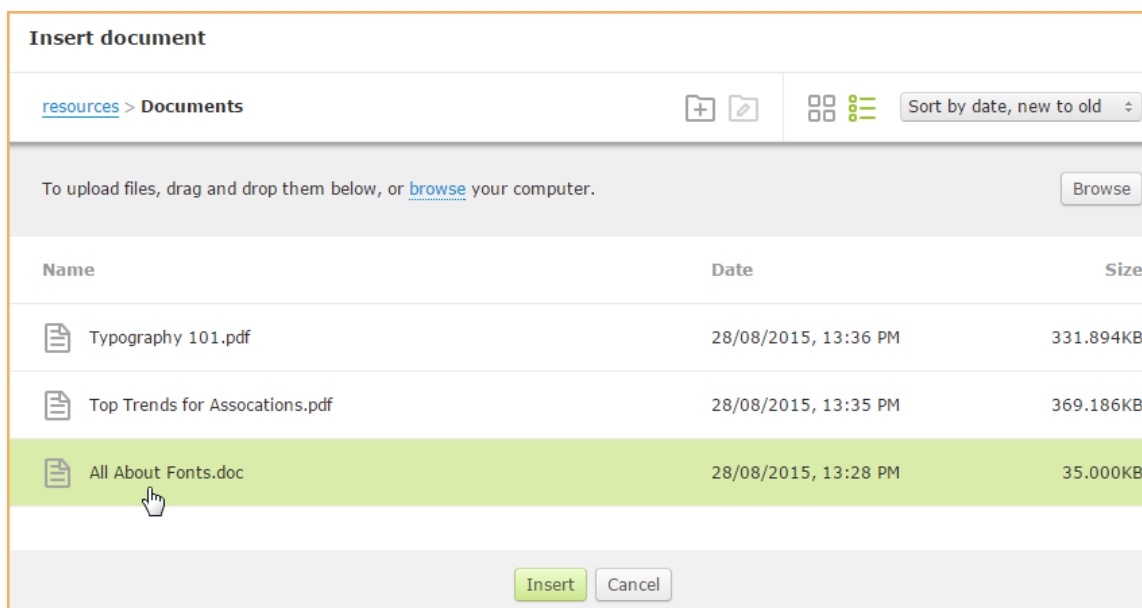 Insert document
resources > Documents
Sort by date, new to old
To upload files, drag and drop them below, or browse your computer.
Browse
Name Date Size
Typography 101.pdf 28/08/2015, 13:36 PM 331.894KB
Top Trends for Assocations.pdf 28/08/2015, 13:35 PM 369.186KB
All About Fonts.doc 28/08/2015, 13:28 PM 35.000KB
Insert Cancel